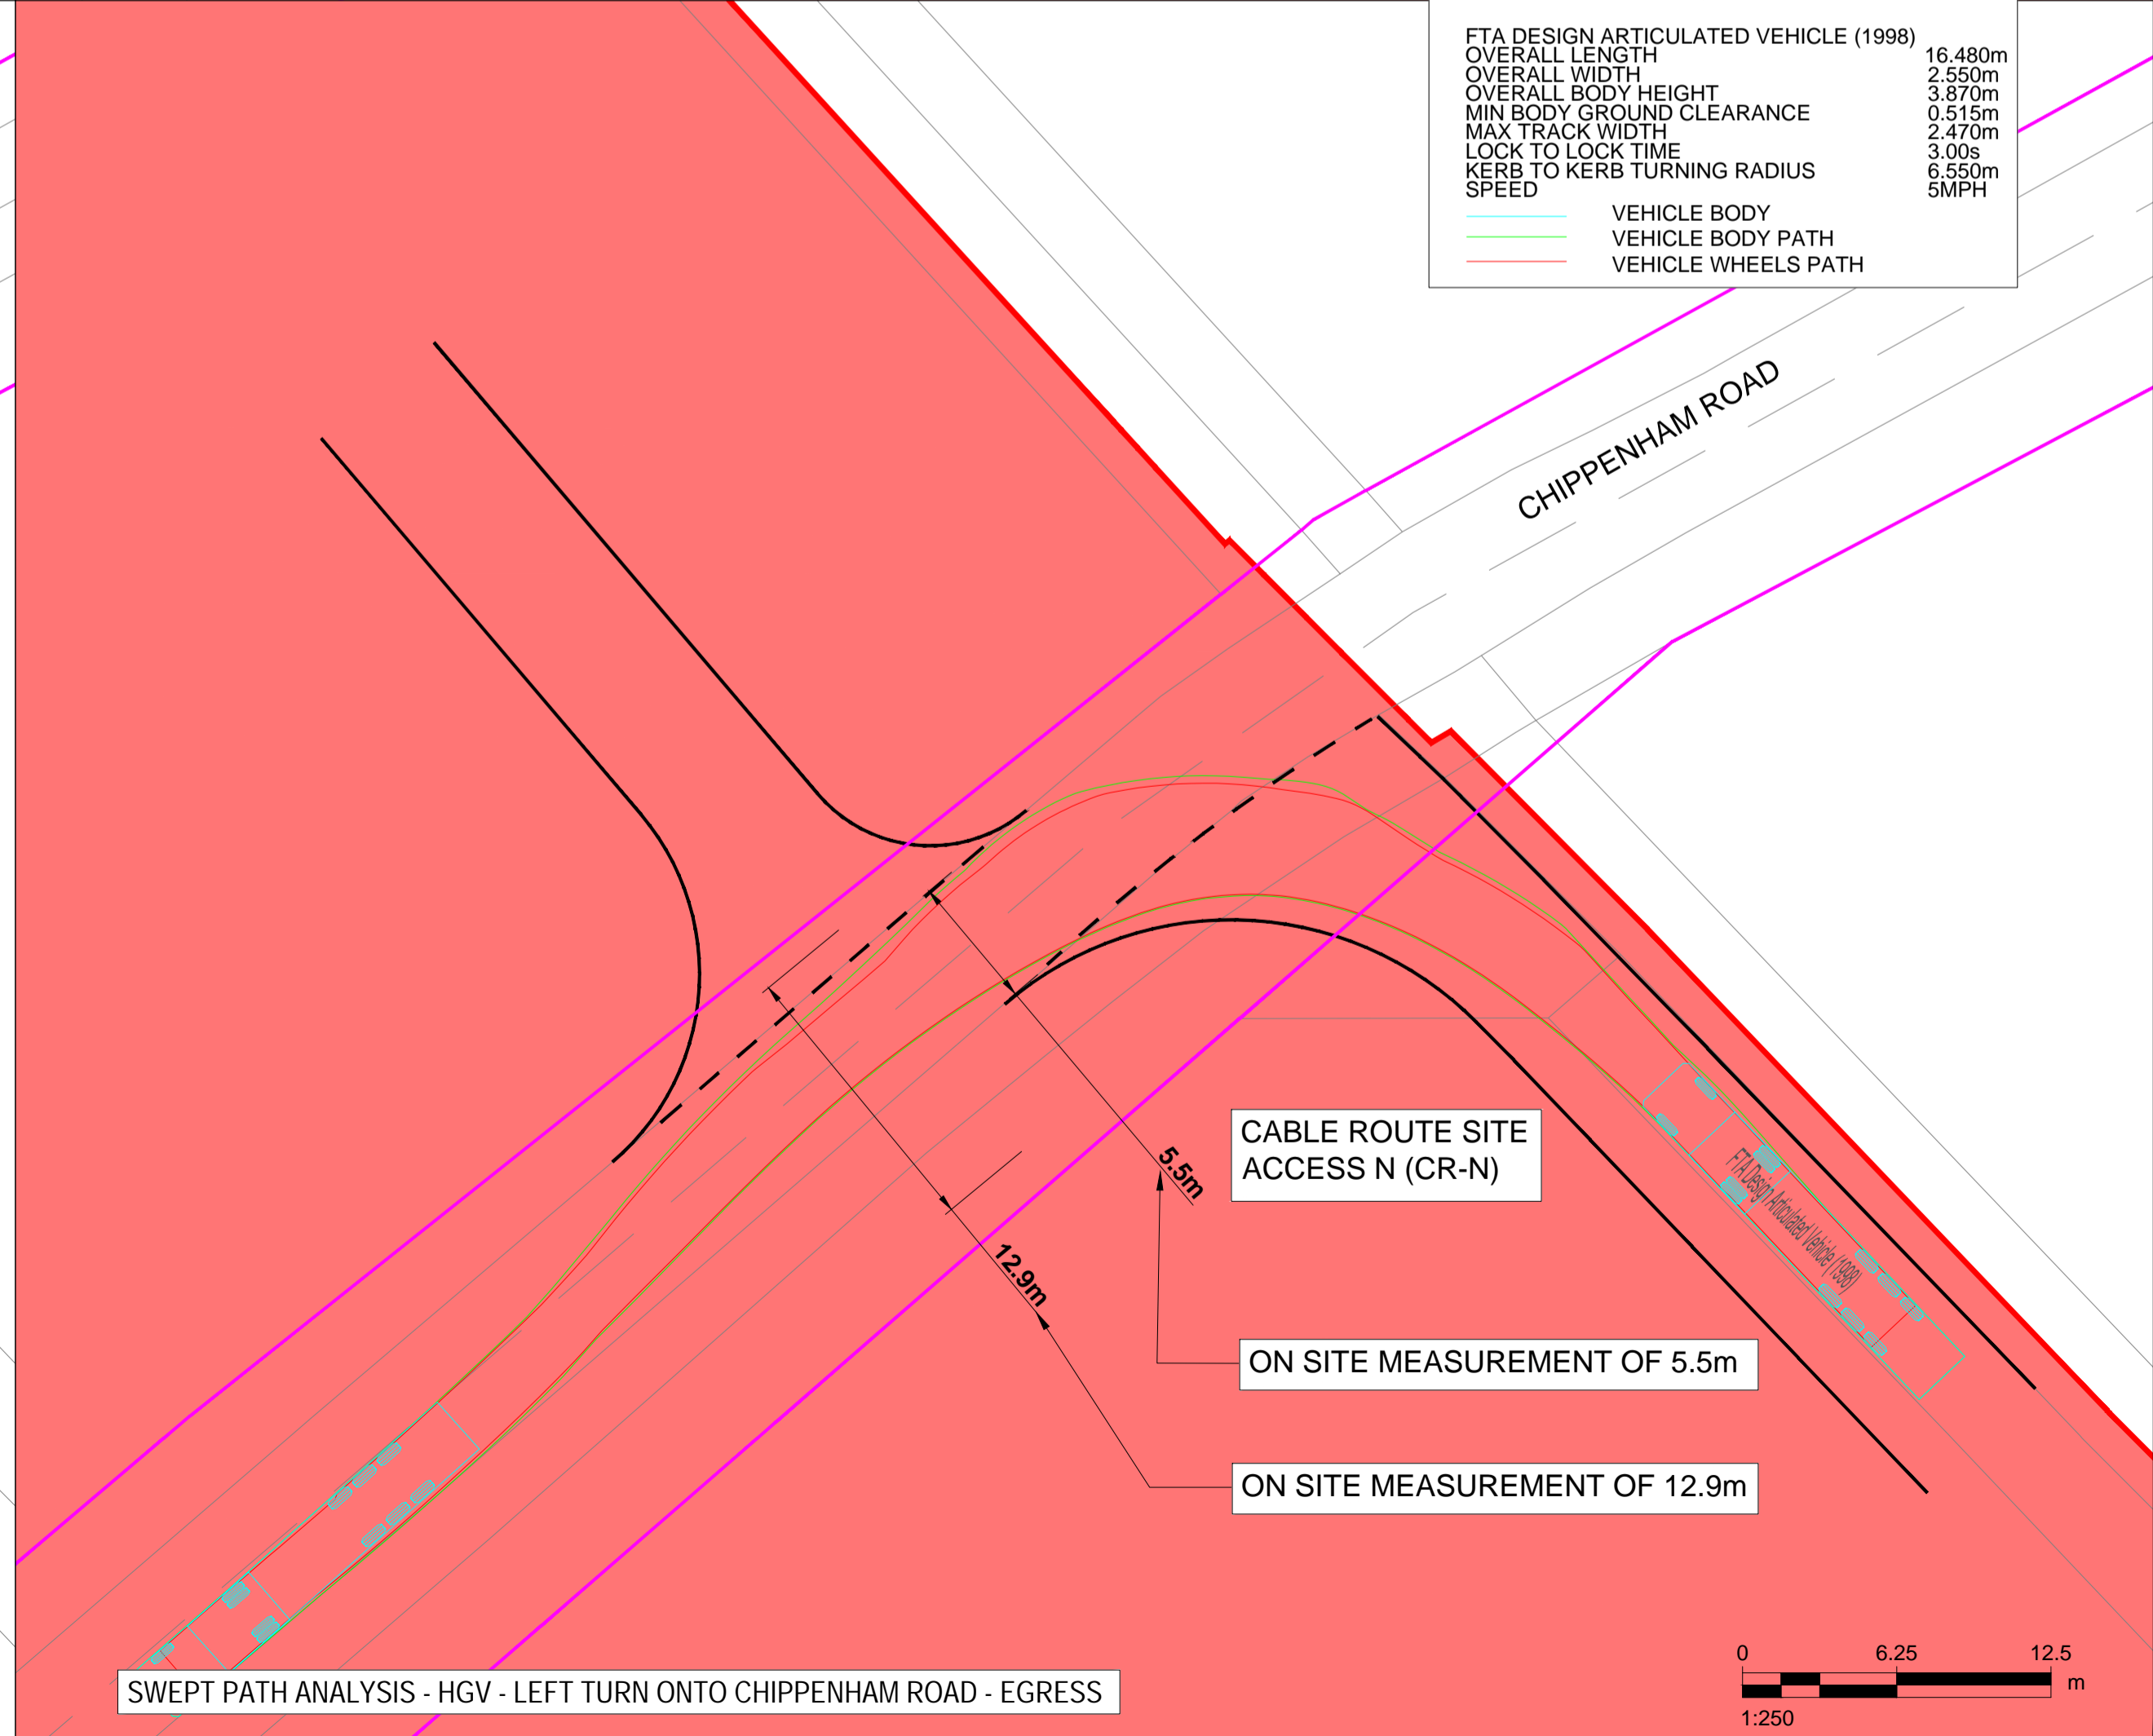 FTA DESIGN ARTICULATED VEHICLE (1998)
OVERALL LENGTH 16.480m
OVERALL WIDTH 2.550m
OVERALL BODY HEIGHT 3.870m
MIN BODY GROUND CLEARANCE 0.515m
MAX TRACK WIDTH 2.470m
LOCK TO LOCK TIME 3.00s
KERB TO KERB TURNING RADIUS 6.550m
SPEED 5MPH
VEHICLE BODY
VEHICLE BODY PATH
VEHICLE WHEELS PATH
CHIPPENHAM ROAD
CABLE ROUTE SITE
ACCESS N (CR-N)
5.5m
FTA Design Articulated Vehicle (1998)
12.9m
ON SITE MEASUREMENT OF 5.5m
ON SITE MEASUREMENT OF 12.9m
SWEPT PATH ANALYSIS - HGV - LEFT TURN ONTO CHIPPENHAM ROAD - EGRESS
0 6.25 12.5
m
1:250